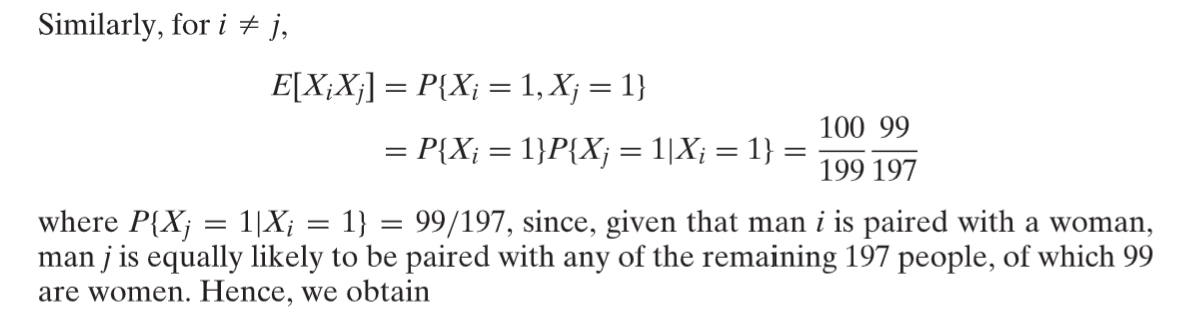 Similarly, for i ≠ j,
E[XᵢXⱼ] = P{Xᵢ = 1, Xⱼ = 1}
= P{Xᵢ = 1}P{Xⱼ = 1|Xᵢ = 1} = 100/199 99/197
where P{Xⱼ = 1|Xᵢ = 1} = 99/197, since, given that man i is paired with a woman,
man j is equally likely to be paired with any of the remaining 197 people, of which 99
are women. Hence, we obtain